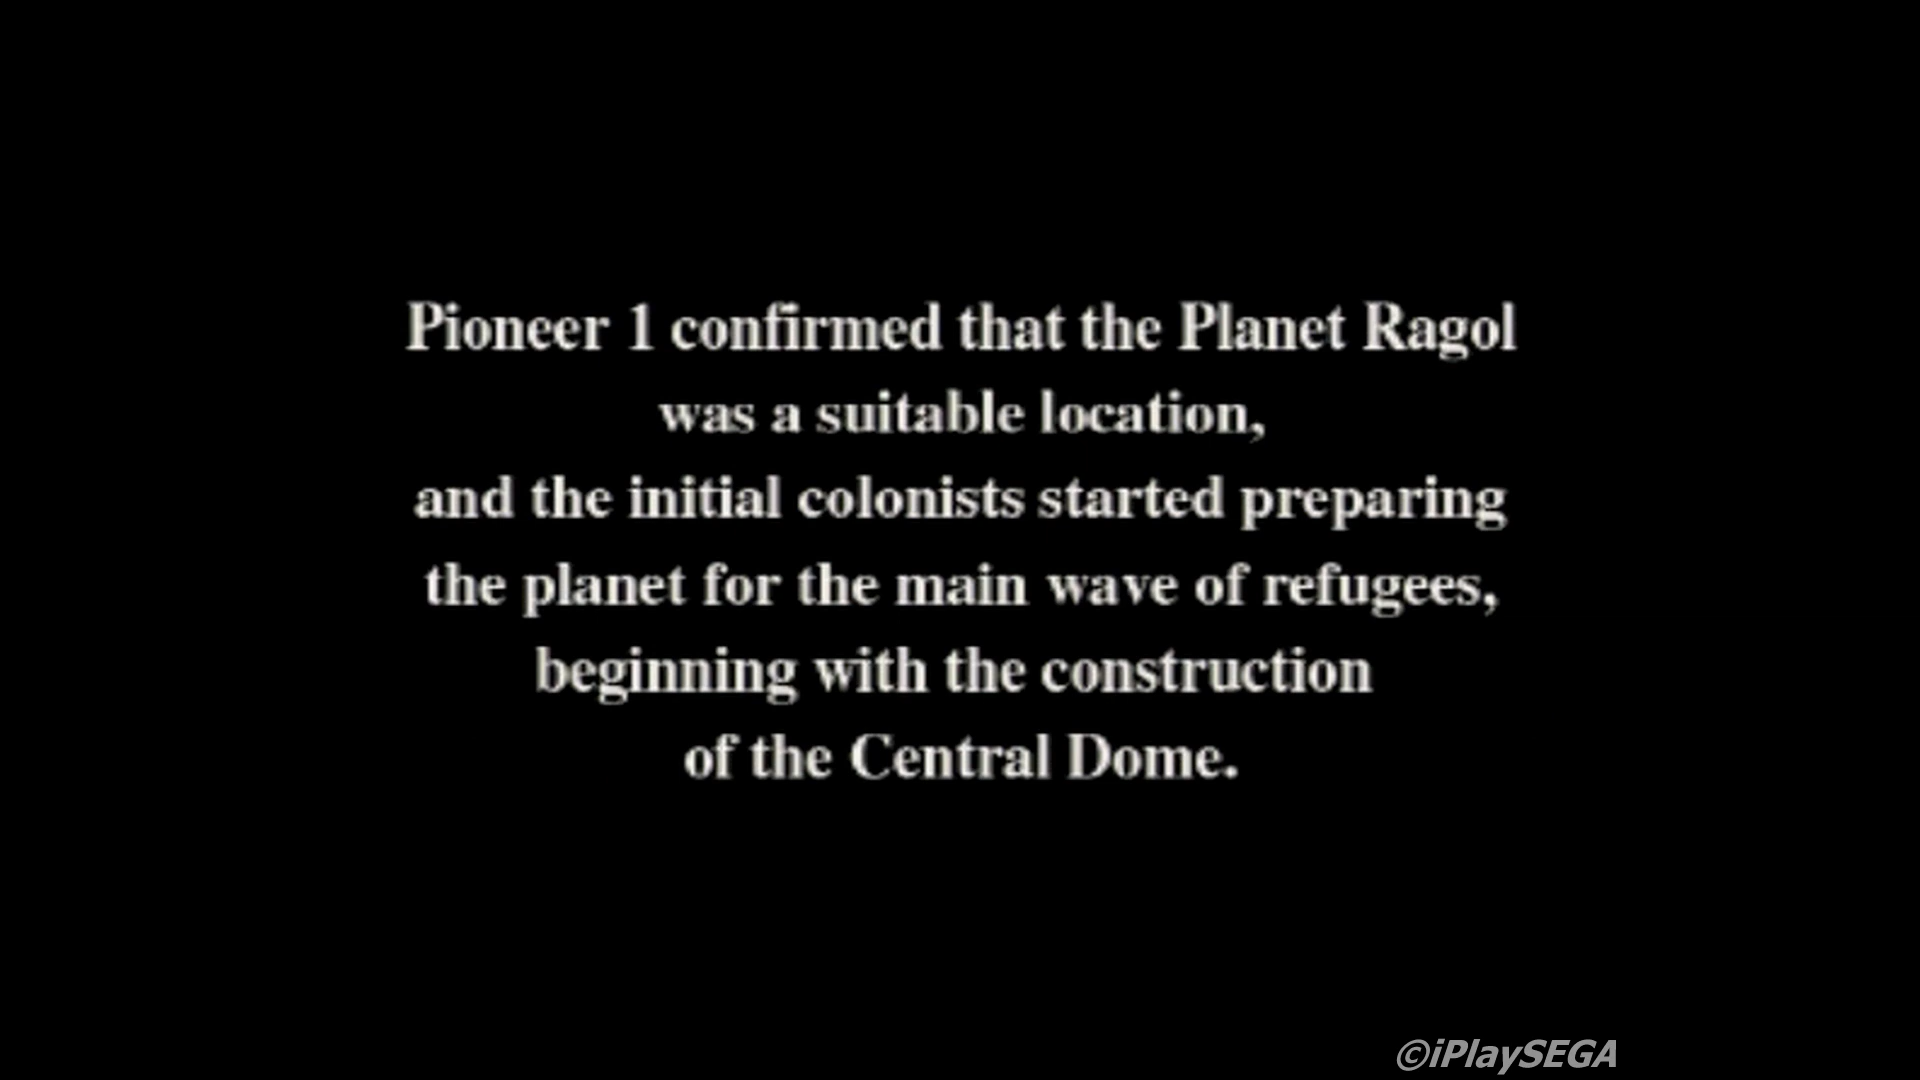 Pioneer 1 confirmed that the Planet Ragol
was a suitable location,
and the initial colonists started preparing
the planet for the main wave of refugees,
beginning with the construction
of the Central Dome.
©iPlaySEGA